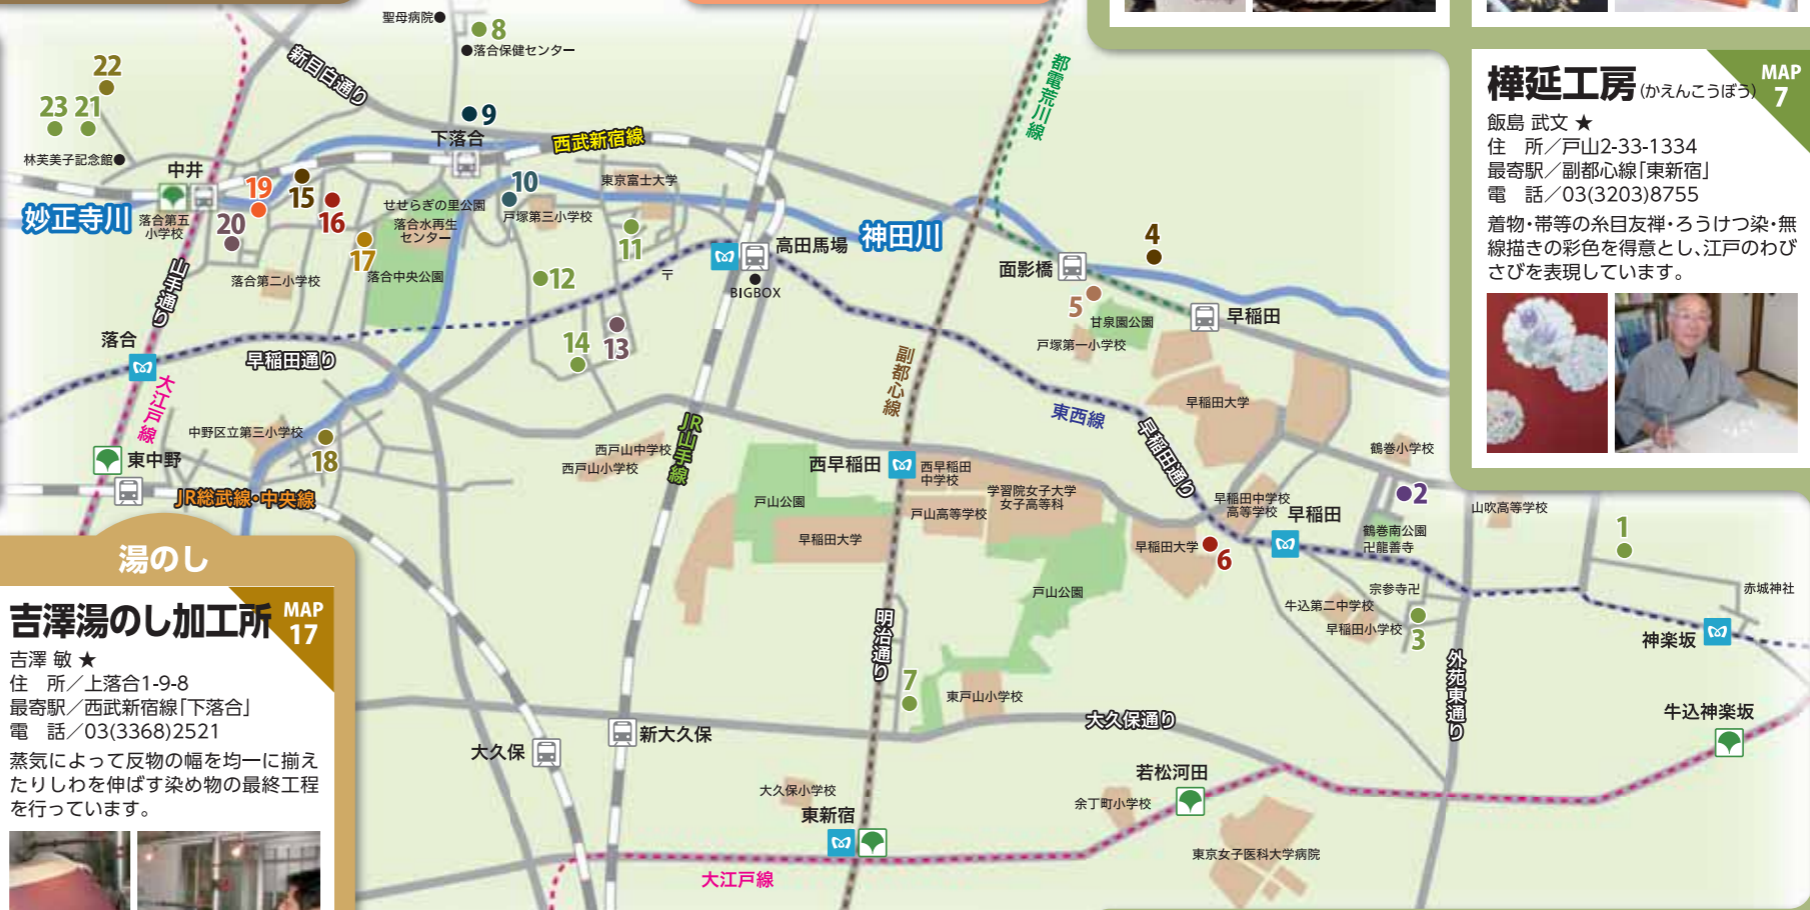 聖母病院●
8
●落合保健センター
新目白通り
22
23
21
林芙美子記念館●
9
下落合
西武新宿線
都電荒川線
中井
妙正寺川
落合第五
小学校
19
15
16
20
17
せせらぎの里公園
落合水再生
センター
落合中央公園
落合第二小学校
10
戸塚第三小学校
東京富士大学
11
12
〒
高田馬場
BIGBOX
神田川
面影橋
4
5
甘泉園公園
早稲田
戸塚第一小学校
山手通り
落合
早稲田通り
大江戸線
14
13
副都心線
東西線
早稲田通り
早稲田大学
鶴巻小学校
中野区立第三小学校
18
東中野
JR総武線・中央線
西戸山中学校
西戸山小学校
JR山手線
西早稲田
西早稲田
中学校
学習院女子大学
女子高等科
戸山公園
戸山高等学校
早稲田大学
早稲田中学校
高等学校
早稲田
2
鶴巻南公園
卍龍善寺
山吹高等学校
1
早稲田大学
6
戸山公園
宗参寺卍
牛込第二中学校
早稲田小学校
3
赤城神社
神楽坂
明治通り
7
東戸山小学校
外苑東通り
大久保通り
牛込神楽坂
大久保
新大久保
若松河田
余丁町小学校
大久保小学校
東新宿
東京女子医科大学病院
大江戸線
樺延工房(かえんこうぼう)
MAP
7
飯島 武文 ★
住　所／戸山2-33-1334
最寄駅／副都心線「東新宿」
電　話／03(3203)8755
着物・帯等の糸目友禅・ろうけつ染・無
線描きの彩色を得意とし、江戸のわび
さびを表現しています。
湯のし
吉澤湯のし加工所
MAP
17
吉澤 敏 ★
住　所／上落合1-9-8
最寄駅／西武新宿線「下落合」
電　話／03(3368)2521
蒸気によって反物の幅を均一に揃え
たりしわを伸ばす染め物の最終工程
を行っています。